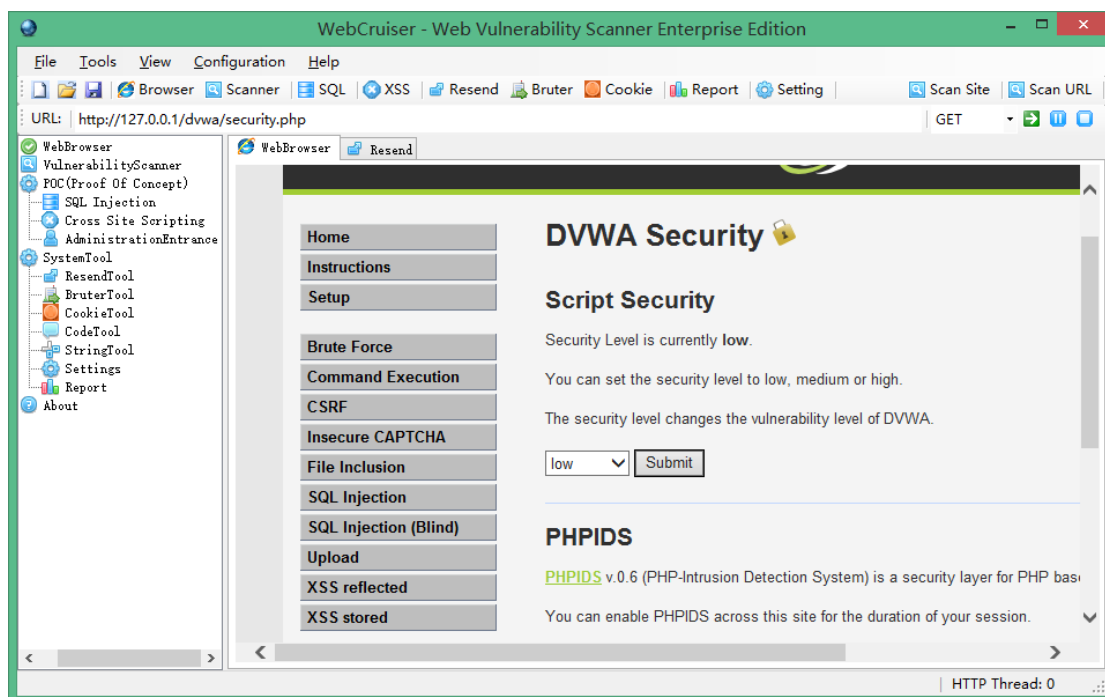 WebCruiser - Web Vulnerability Scanner Enterprise Edition
File Tools View Configuration Help
Browser Scanner SQL XSS Resend Bruter Cookie Report Setting Scan Site Scan URL
URL: http://127.0.0.1/dvwa/security.php GET
WebBrowser
VulnerabilityScanner
POC(Proof Of Concept)
SQL Injection
Cross Site Scripting
AdministrationEntrance
SystemTool
ResendTool
BruterTool
CookieTool
CodeTool
StringTool
Settings
Report
About
WebBrowser Resend
Home
Instructions
Setup
Brute Force
Command Execution
CSRF
Insecure CAPTCHA
File Inclusion
SQL Injection
SQL Injection (Blind)
Upload
XSS reflected
XSS stored
DVWA Security
Script Security
Security Level is currently low.
You can set the security level to low, medium or high.
The security level changes the vulnerability level of DVWA.
low Submit
PHPIDS
PHPIDS v.0.6 (PHP-Intrusion Detection System) is a security layer for PHP
You can enable PHPIDS across this site for the duration of your session.
HTTP Thread: 0